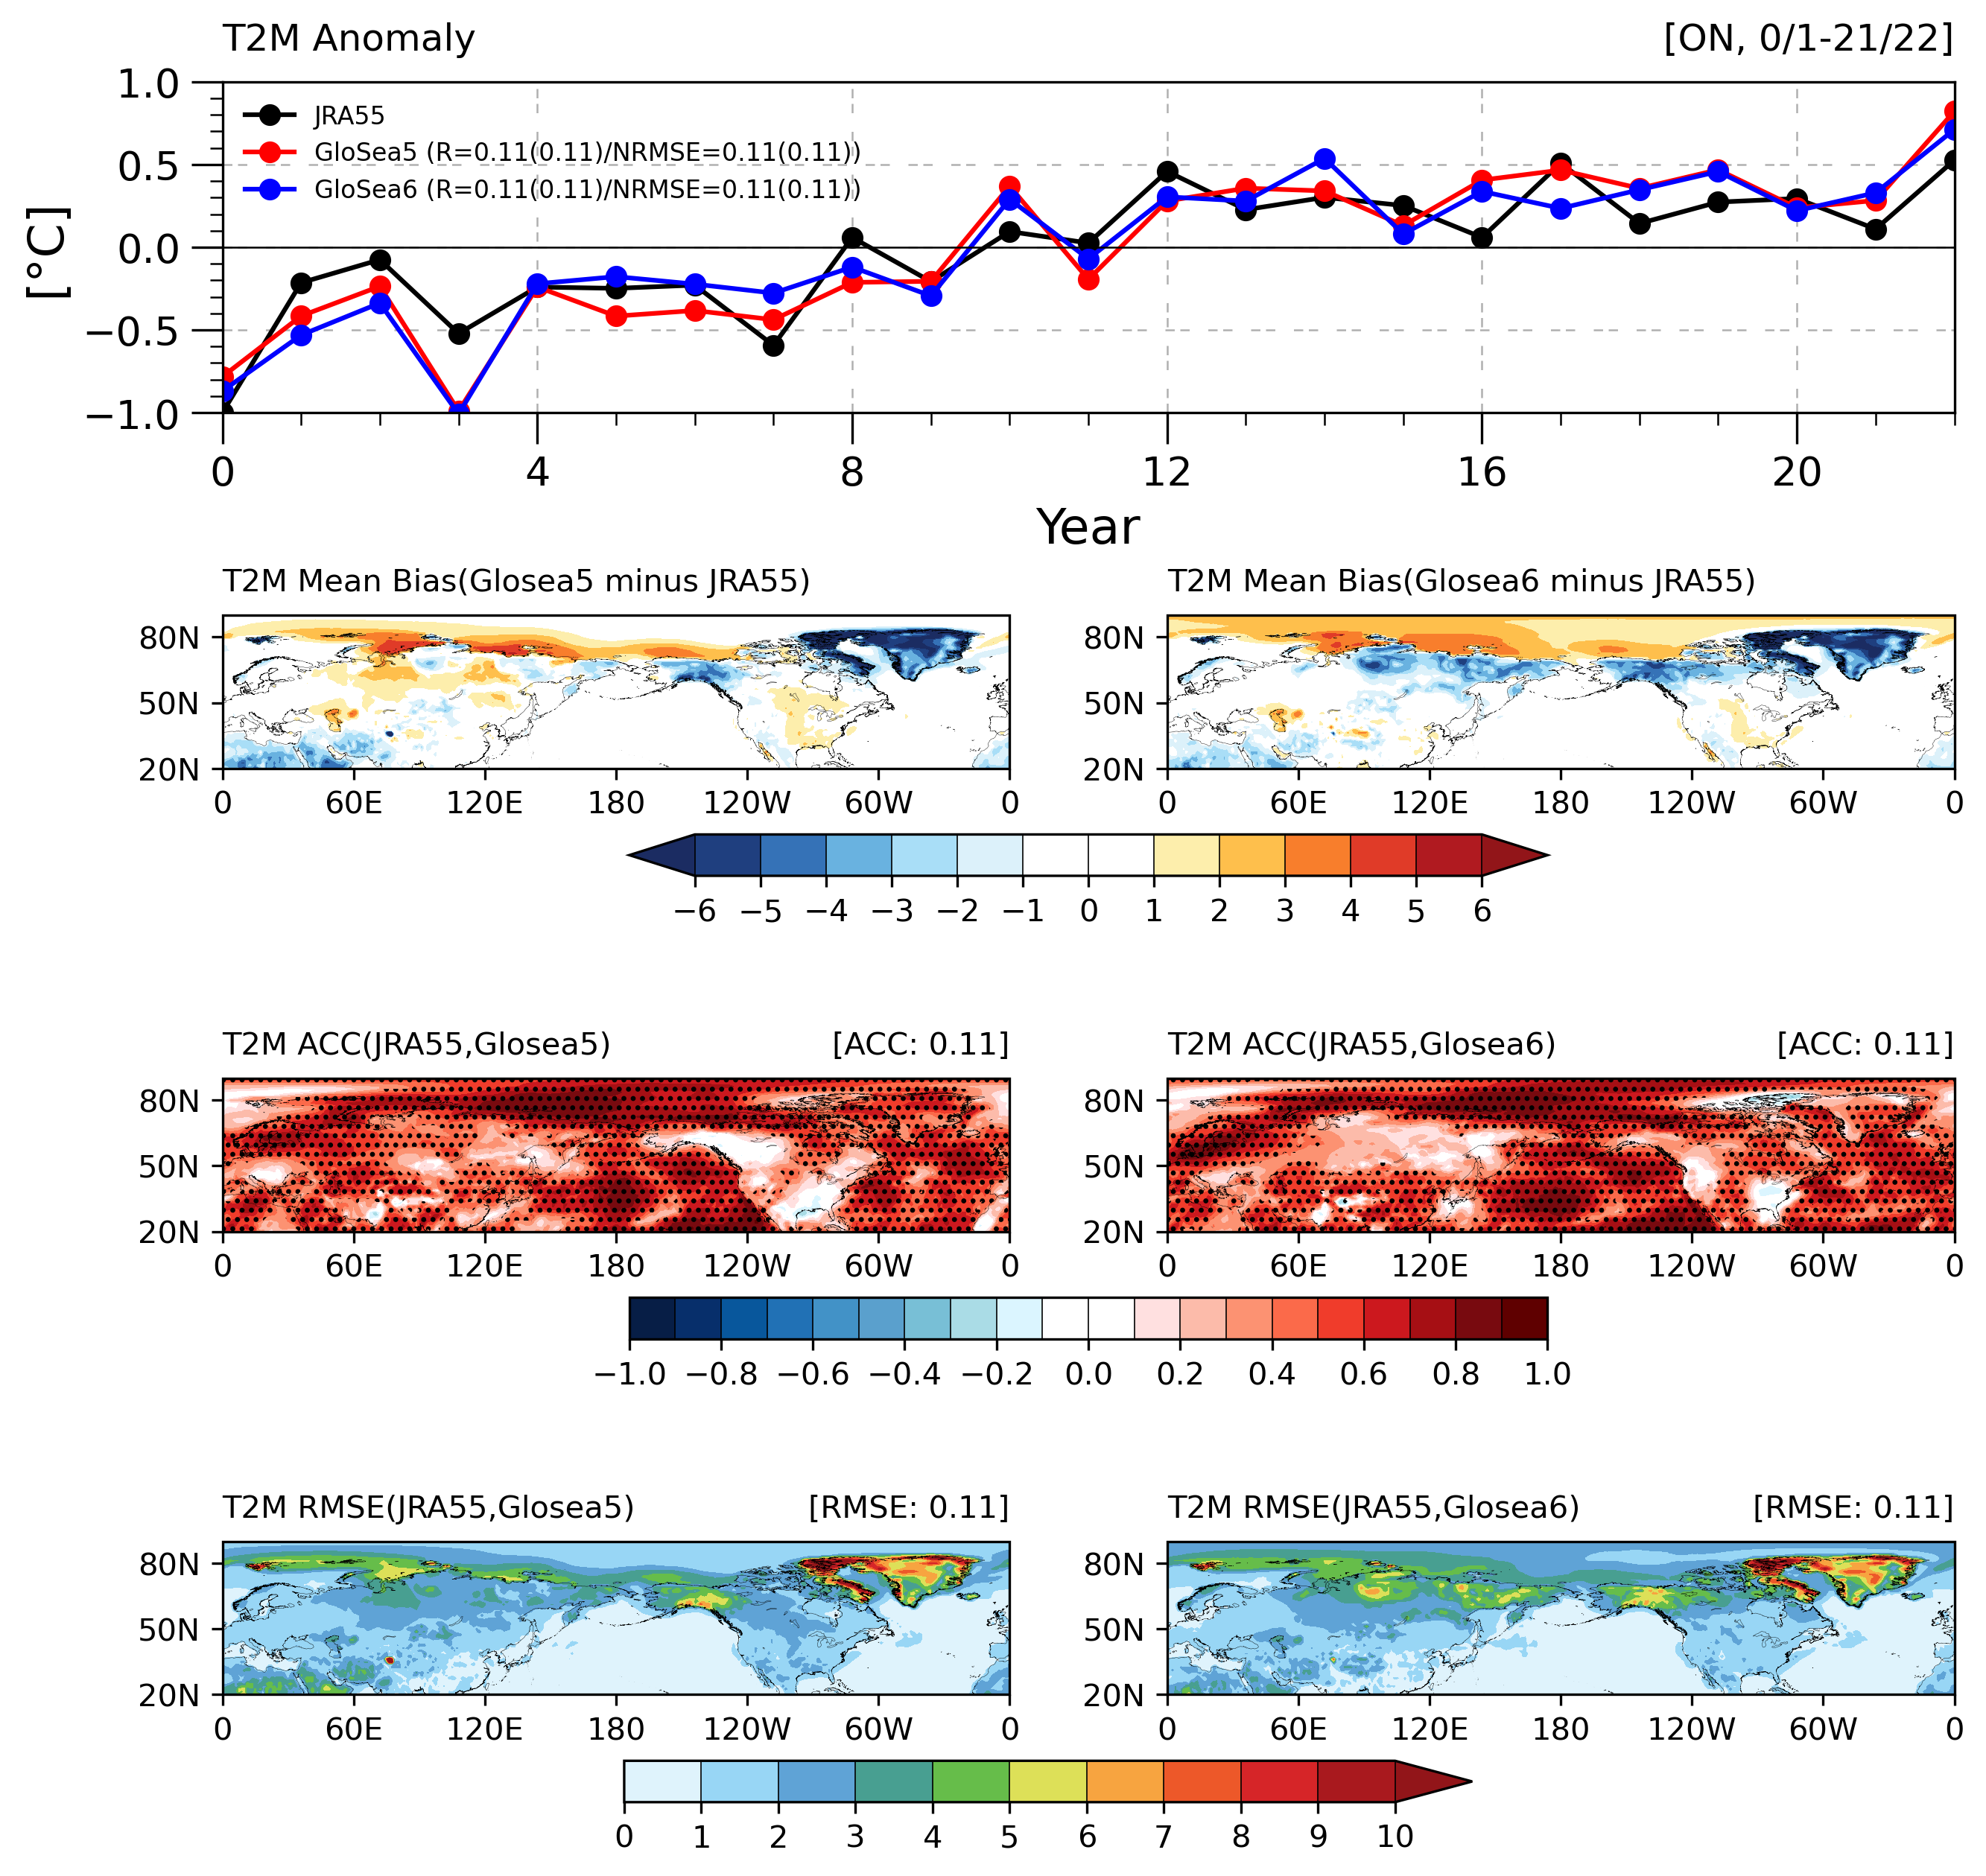 T2M Anomaly [ON, 0/1-21/22]
1.0
0.5
0.0
−0.5
−1.0
[°C]
JRA55
GloSea5 (R=0.11(0.11)/NRMSE=0.11(0.11))
GloSea6 (R=0.11(0.11)/NRMSE=0.11(0.11))
0 4 8 12 16 20
Year
T2M Mean Bias(Glosea5 minus JRA55)
80N
50N
20N
0 60E 120E 180 120W 60W 0
T2M Mean Bias(Glosea6 minus JRA55)
80N
50N
20N
0 60E 120E 180 120W 60W 0
−6 −5 −4 −3 −2 −1 0 1 2 3 4 5 6
T2M ACC(JRA55,Glosea5) [ACC: 0.11]
80N
50N
20N
0 60E 120E 180 120W 60W 0
T2M ACC(JRA55,Glosea6) [ACC: 0.11]
80N
50N
20N
0 60E 120E 180 120W 60W 0
−1.0 −0.8 −0.6 −0.4 −0.2 0.0 0.2 0.4 0.6 0.8 1.0
T2M RMSE(JRA55,Glosea5) [RMSE: 0.11]
80N
50N
20N
0 60E 120E 180 120W 60W 0
T2M RMSE(JRA55,Glosea6) [RMSE: 0.11]
80N
50N
20N
0 60E 120E 180 120W 60W 0
0 1 2 3 4 5 6 7 8 9 10